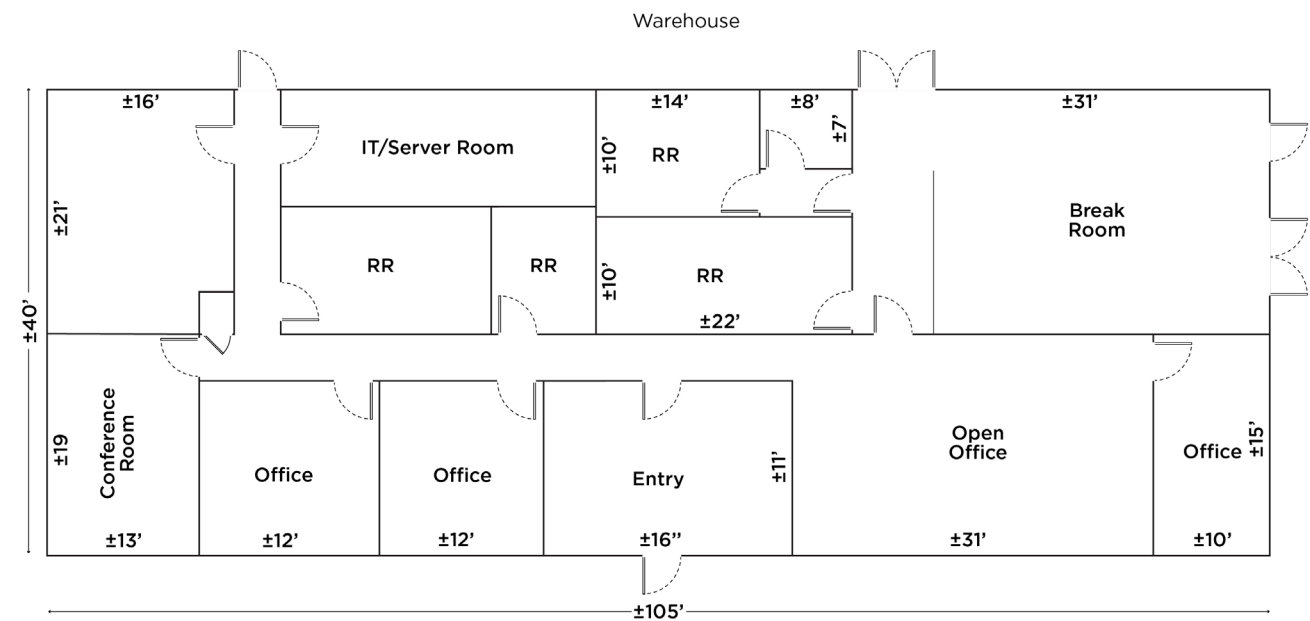 Warehouse
±16’
±14’
±8’
±31’
±7’
IT/Server Room
±10’
RR
±21’
Break
Room
RR
RR
±10’
RR
±22’
±40’
Conference
Room
±19
Open
Office
±15’
Office
Office
Office
Entry
±11’
±13’
±12’
±12’
±16’’
±31’
±10’
±105’